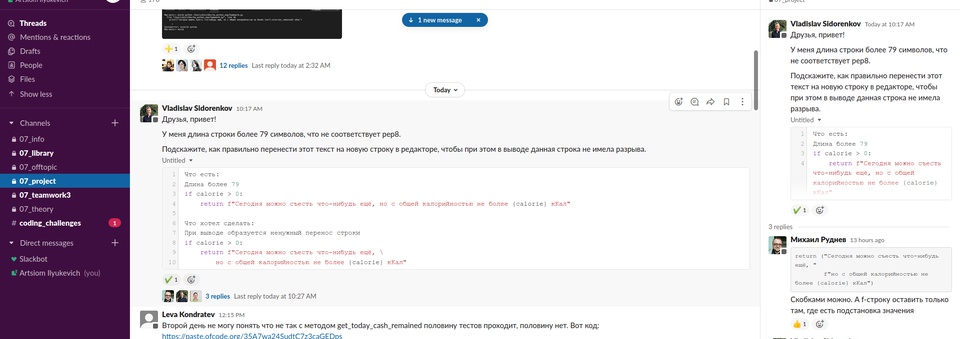 Artsiom Ilyukevich
Threads
Mentions & reactions
Drafts
People
Files
Show less
Channels
07_info
07_library
07_offtopic
07_project
07_teamwork3
07_theory
coding_challenges 1
Direct messages
Slackbot
Artsiom Ilyukevich (you)
1 new message
1
12 replies Last reply today at 2:32 AM
Today
Vladislav Sidorenkov 10:17 AM
Друзья, привет!
У меня длина строки более 79 символов, что не соответствует pep8.
Подскажите, как правильно перенести этот текст на новую строку в редакторе, чтобы при этом в выводе данная строка не имела разрыва.
Untitled
1 Что есть:
2 Длина более 79
3 if calorie > 0:
4 return f"Сегодня можно съесть что-нибудь ещё, но с общей калорийностью не более {calorie} кКал"
5
6 Что хотел сделать:
7 При выводе образуется ненужный перенос строки
8 if calorie > 0:
9 return f"Сегодня можно съесть что-нибудь ещё, \
10 но с общей калорийностью не более {calorie} кКал"
1
3 replies Last reply today at 10:27 AM
Leva Kondratev 12:15 PM
Второй день не могу понять что не так с методом get_today_cash_remained половину тестов проходит, половину нет. Вот код:
https://paste.ofcode.org/35A7wa24SudtC7z3caGEDps
07_project
Vladislav Sidorenkov Today at 10:17 AM
Друзья, привет!
У меня длина строки более 79 символов, что
не соответствует pep8.
Подскажите, как правильно перенести этот
текст на новую строку в редакторе, чтобы
при этом в выводе данная строка не имела
разрыва.
Untitled
1 Что есть:
2 Длина более 79
3 if calorie > 0:
4 return f"Сегодня можно съесть
что-нибудь ещё, но с общей
калорийностью не более {calorie}
кКал"
1
3 replies
Михаил Руднев 13 hours ago
return ("Сегодня можно съесть что-нибудь
ещё, "
f"но с общей калорийностью не
более {calorie} кКал")
Скобками можно. А f-строку оставить только
там, где есть подстановка значения
1